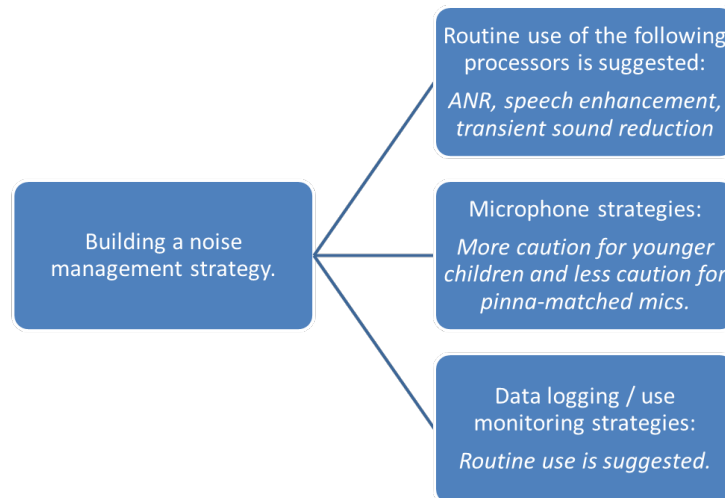 Routine use of the following
processors is suggested:
ANR, speech enhancement,
transient sound reduction
Building a noise
management strategy.
Microphone strategies:
More caution for younger
children and less caution for
pinna-matched mics.
Data logging / use
monitoring strategies:
Routine use is suggested.